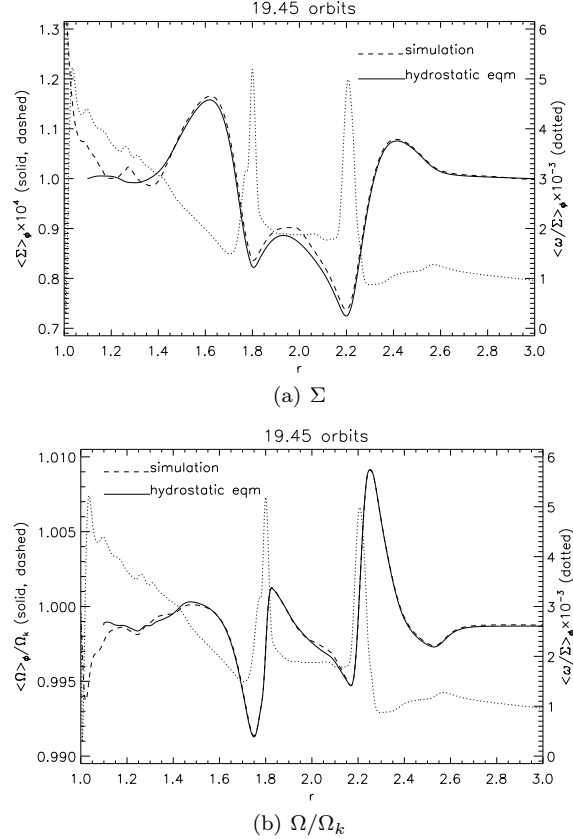 19.45 orbits
simulation
hydrostatic eqm
<Σ>ϕ×10⁴ (solid, dashed)
<ω/Σ>ϕ×10⁻³ (dotted)
1.3
1.2
1.1
1.0
0.9
0.8
0.7
6
5
4
3
2
1
0
1.0 1.2 1.4 1.6 1.8 2.0 2.2 2.4 2.6 2.8 3.0
r
(a) Σ
19.45 orbits
simulation
hydrostatic eqm
<Ω>ϕ/Ωk (solid, dashed)
<ω/Σ>ϕ×10⁻³ (dotted)
1.010
1.005
1.000
0.995
0.990
6
5
4
3
2
1
0
1.0 1.2 1.4 1.6 1.8 2.0 2.2 2.4 2.6 2.8 3.0
r
(b) Ω/Ωk